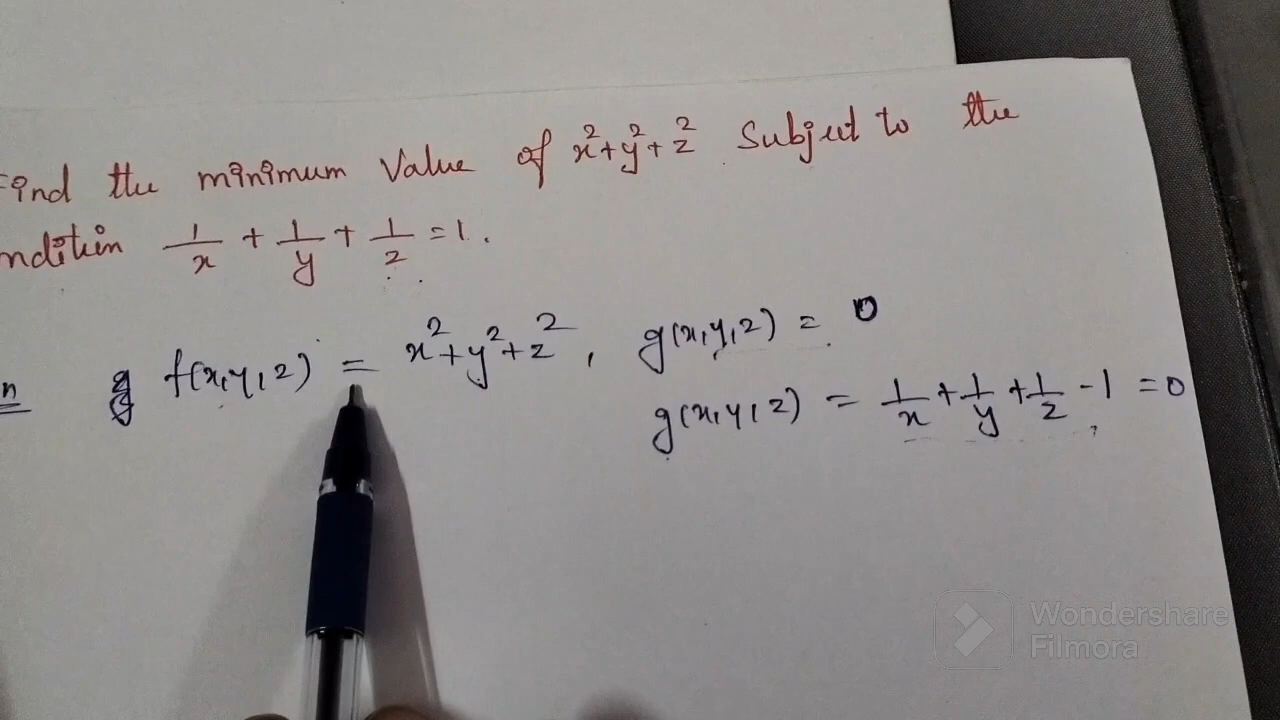 Find the minimum value of x²+y²+z² Subject to the
ndition 1/x + 1/y + 1/z = 1.
n g f(x,y,z) = x²+y²+z² , g(x,y,z) = 0
g(x,y,z) = 1/x + 1/y + 1/z - 1 = 0
Wondershare
Filmora